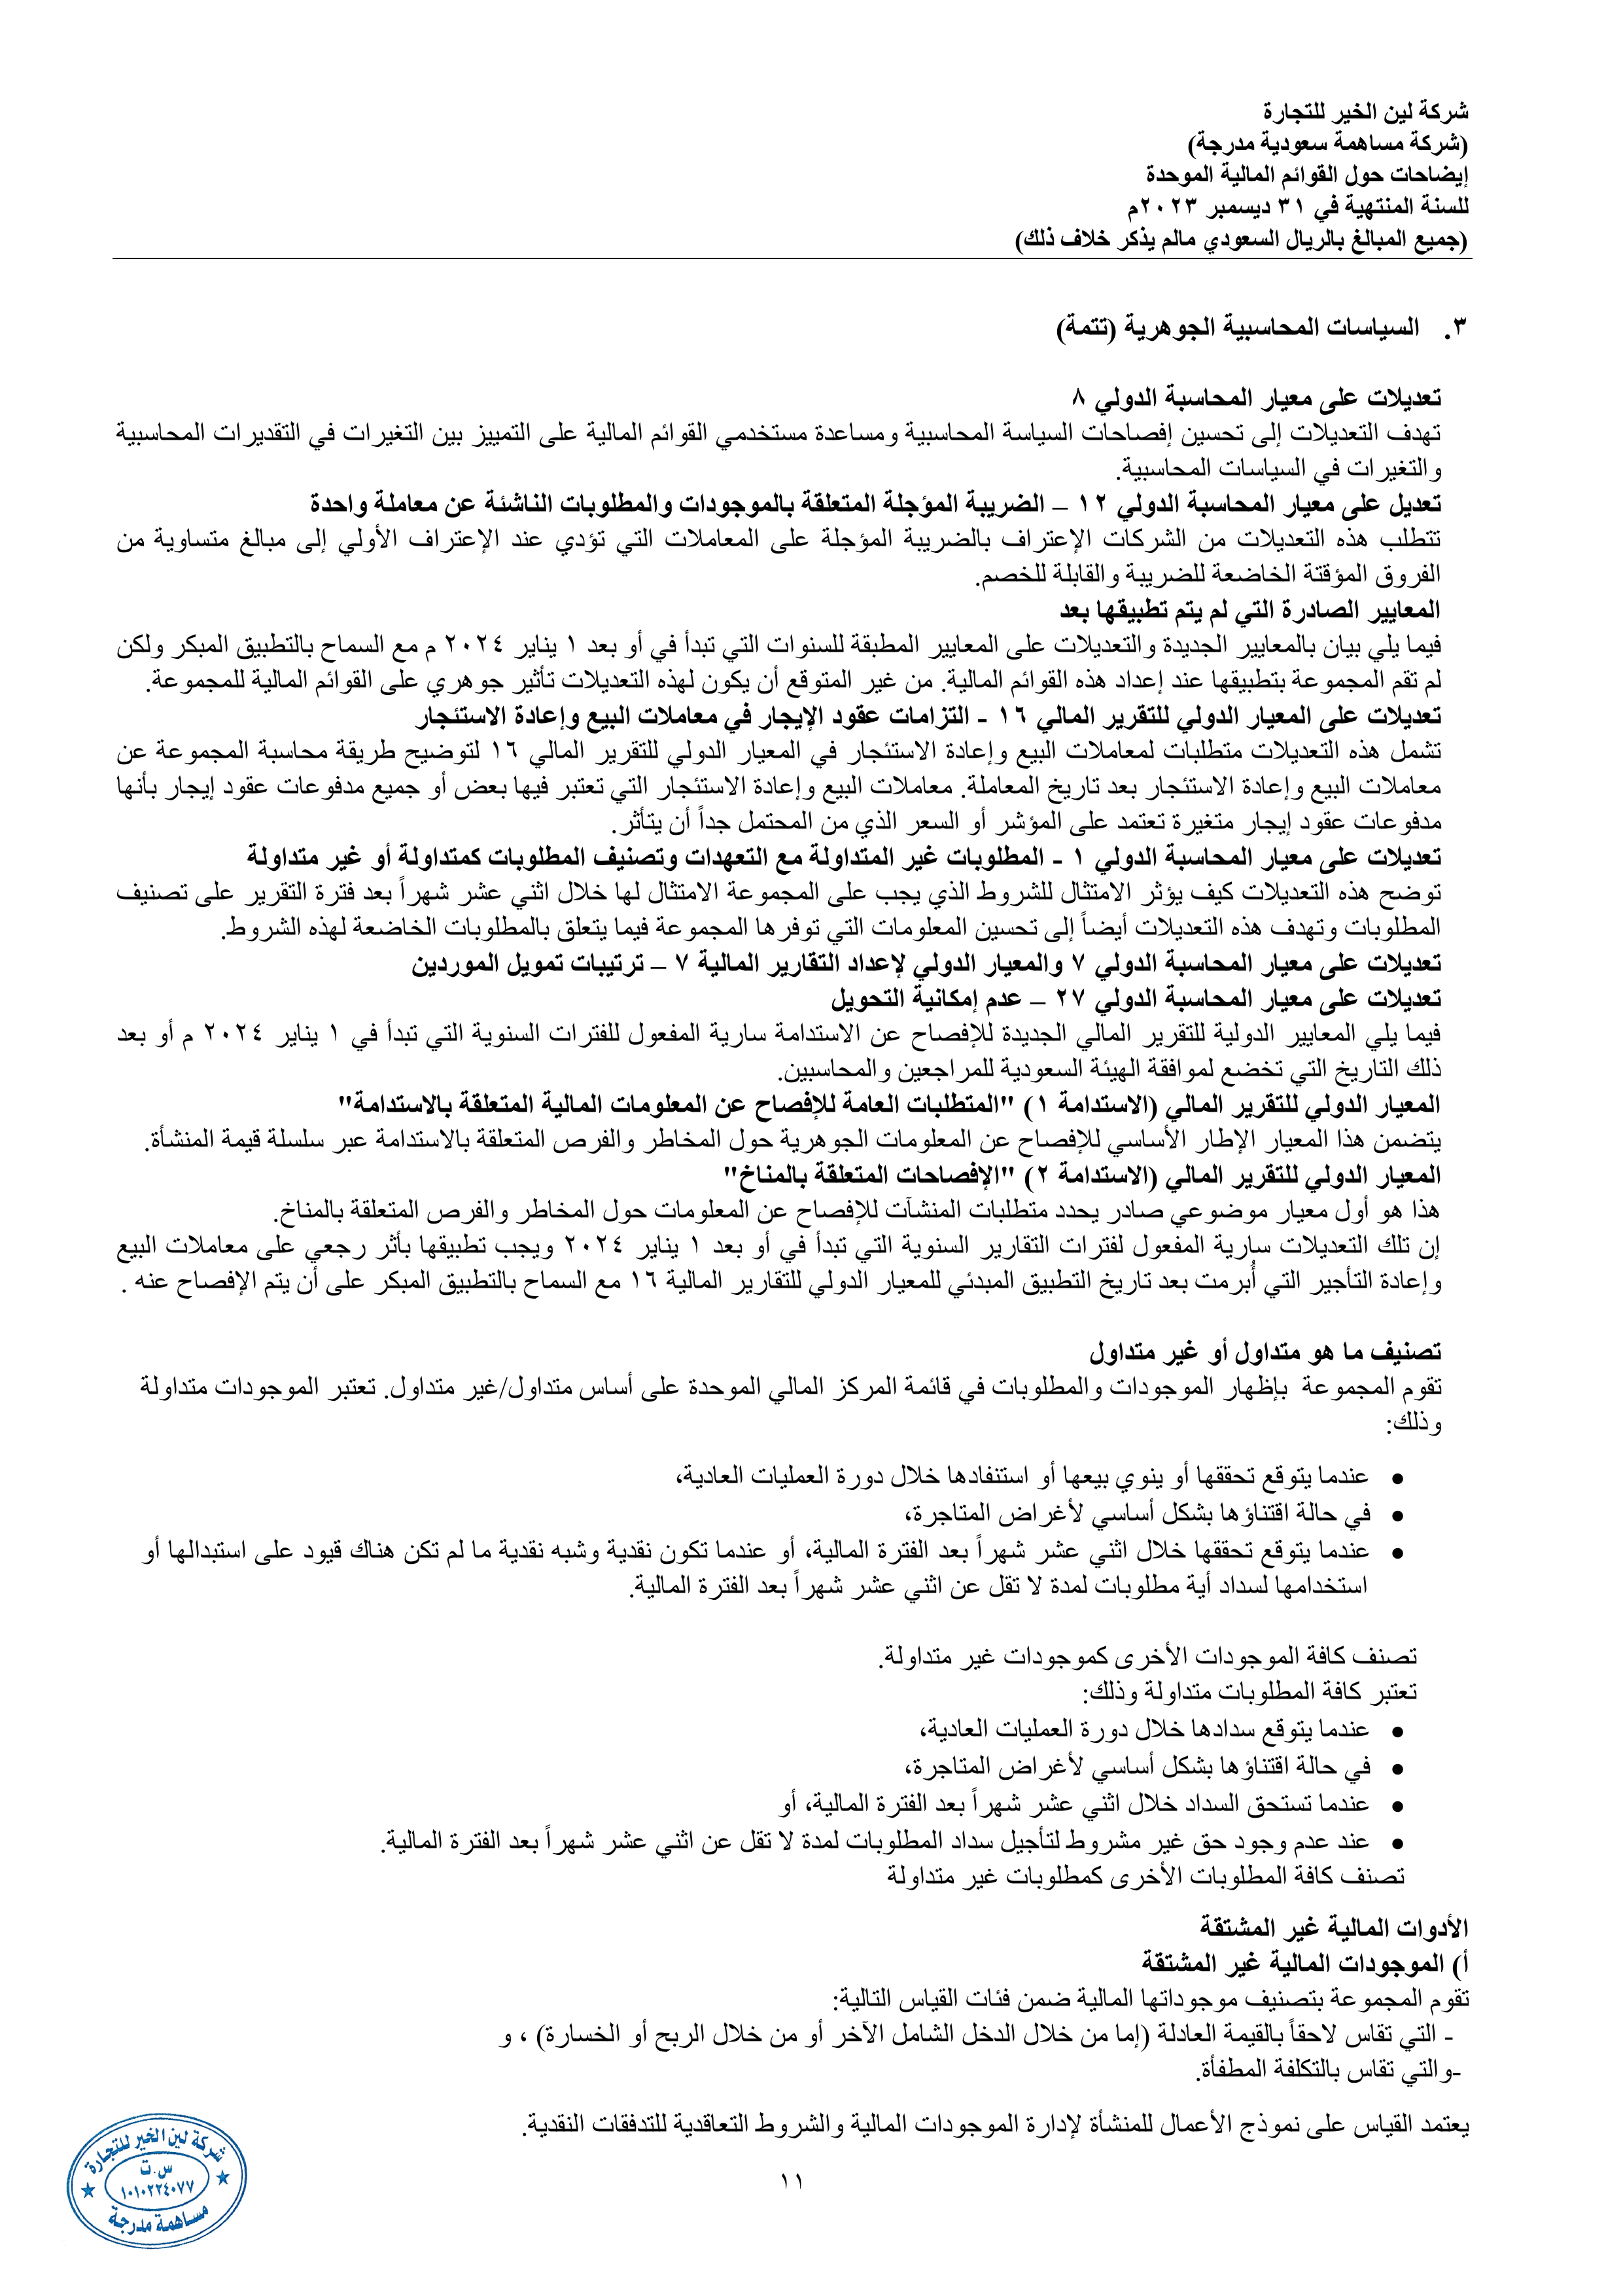 شركة لين الخير للتجارة
(شركة مساهمة سعودية مدرجة)
إيضاحات حول القوائم المالية الموحدة
للسنة المنتهية في ٣١ ديسمبر ٢٠٢٣م
(جميع المبالغ بالريال السعودي مالم يذكر خلاف ذلك)
٣. السياسات المحاسبية الجوهرية (تتمة)
تعديلات على معيار المحاسبة الدولي ٨
تهدف التعديلات إلى تحسين إفصاحات السياسة المحاسبية ومساعدة مستخدمي القوائم المالية على التمييز بين التغيرات في التقديرات المحاسبية
والتغيرات في السياسات المحاسبية.
تعديل على معيار المحاسبة الدولي ١٢ – الضريبة المؤجلة المتعلقة بالموجودات والمطلوبات الناشئة عن معاملة واحدة
تتطلب هذه التعديلات من الشركات الإعتراف بالضريبة المؤجلة على المعاملات التي تؤدي عند الإعتراف الأولي إلى مبالغ متساوية من
الفروق المؤقتة الخاضعة للضريبة والقابلة للخصم.
المعايير الصادرة التي لم يتم تطبيقها بعد
فيما يلي بيان بالمعايير الجديدة والتعديلات على المعايير المطبقة للسنوات التي تبدأ في أو بعد ١ يناير ٢٠٢٤ م مع السماح بالتطبيق المبكر ولكن
لم تقم المجموعة بتطبيقها عند إعداد هذه القوائم المالية. من غير المتوقع أن يكون لهذه التعديلات تأثير جوهري على القوائم المالية للمجموعة.
تعديلات على المعيار الدولي للتقرير المالي ١٦ - التزامات عقود الإيجار في معاملات البيع وإعادة الاستئجار
تشمل هذه التعديلات متطلبات لمعاملات البيع وإعادة الاستئجار في المعيار الدولي للتقرير المالي ١٦ لتوضيح طريقة محاسبة المجموعة عن
معاملات البيع وإعادة الاستئجار بعد تاريخ المعاملة. معاملات البيع وإعادة الاستئجار التي تعتبر فيها بعض أو جميع مدفوعات عقود إيجار بأنها
مدفوعات عقود إيجار متغيرة تعتمد على المؤشر أو السعر الذي من المحتمل جداً أن يتأثر.
تعديلات على معيار المحاسبة الدولي ١ - المطلوبات غير المتداولة مع التعهدات وتصنيف المطلوبات كمتداولة أو غير متداولة
توضح هذه التعديلات كيف يؤثر الامتثال للشروط الذي يجب على المجموعة الامتثال لها خلال اثني عشر شهراً بعد فترة التقرير على تصنيف
المطلوبات وتهدف هذه التعديلات أيضاً إلى تحسين المعلومات التي توفرها المجموعة فيما يتعلق بالمطلوبات الخاضعة لهذه الشروط.
تعديلات على معيار المحاسبة الدولي ٧ والمعيار الدولي لإعداد التقارير المالية ٧ – ترتيبات تمويل الموردين
تعديلات على معيار المحاسبة الدولي ٢٧ – عدم إمكانية التحويل
فيما يلي المعايير الدولية للتقرير المالي الجديدة للإفصاح عن الاستدامة سارية المفعول للفترات السنوية التي تبدأ في ١ يناير ٢٠٢٤ م أو بعد
ذلك التاريخ التي تخضع لموافقة الهيئة السعودية للمراجعين والمحاسبين.
المعيار الدولي للتقرير المالي (الاستدامة ١) "المتطلبات العامة للإفصاح عن المعلومات المالية المتعلقة بالاستدامة"
يتضمن هذا المعيار الإطار الأساسي للإفصاح عن المعلومات الجوهرية حول المخاطر والفرص المتعلقة بالاستدامة عبر سلسلة قيمة المنشأة.
المعيار الدولي للتقرير المالي (الاستدامة ٢) "الإفصاحات المتعلقة بالمناخ"
هذا هو أول معيار موضوعي صادر يحدد متطلبات المنشآت للإفصاح عن المعلومات حول المخاطر والفرص المتعلقة بالمناخ.
إن تلك التعديلات سارية المفعول لفترات التقارير السنوية التي تبدأ في أو بعد ١ يناير ٢٠٢٤ ويجب تطبيقها بأثر رجعي على معاملات البيع
وإعادة التأجير التي أُبرمت بعد تاريخ التطبيق المبدئي للمعيار الدولي للتقارير المالية ١٦ مع السماح بالتطبيق المبكر على أن يتم الإفصاح عنه .
تصنيف ما هو متداول أو غير متداول
تقوم المجموعة بإظهار الموجودات والمطلوبات في قائمة المركز المالي الموحدة على أساس متداول/غير متداول. تعتبر الموجودات متداولة
وذلك:
• عندما يتوقع تحققها أو ينوي بيعها أو استنفادها خلال دورة العمليات العادية،
• في حالة اقتناؤها بشكل أساسي لأغراض المتاجرة،
• عندما يتوقع تحققها خلال اثني عشر شهراً بعد الفترة المالية، أو عندما تكون نقدية وشبه نقدية ما لم تكن هناك قيود على استبدالها أو
استخدامها لسداد أية مطلوبات لمدة لا تقل عن اثني عشر شهراً بعد الفترة المالية.
تصنف كافة الموجودات الأخرى كموجودات غير متداولة.
تعتبر كافة المطلوبات متداولة وذلك:
• عندما يتوقع سدادها خلال دورة العمليات العادية،
• في حالة اقتناؤها بشكل أساسي لأغراض المتاجرة،
• عندما تستحق السداد خلال اثني عشر شهراً بعد الفترة المالية، أو
• عند عدم وجود حق غير مشروط لتأجيل سداد المطلوبات لمدة لا تقل عن اثني عشر شهراً بعد الفترة المالية.
تصنف كافة المطلوبات الأخرى كمطلوبات غير متداولة
الأدوات المالية غير المشتقة
أ) الموجودات المالية غير المشتقة
تقوم المجموعة بتصنيف موجوداتها المالية ضمن فئات القياس التالية:
- التي تقاس لاحقاً بالقيمة العادلة (إما من خلال الدخل الشامل الآخر أو من خلال الربح أو الخسارة) ، و
-والتي تقاس بالتكلفة المطفأة.
يعتمد القياس على نموذج الأعمال للمنشأة لإدارة الموجودات المالية والشروط التعاقدية للتدفقات النقدية.
١١
شركة لين الخير للتجارة
س.ت
١٠١٠٢٢٤٠٧٧
مساهمة مدرجة